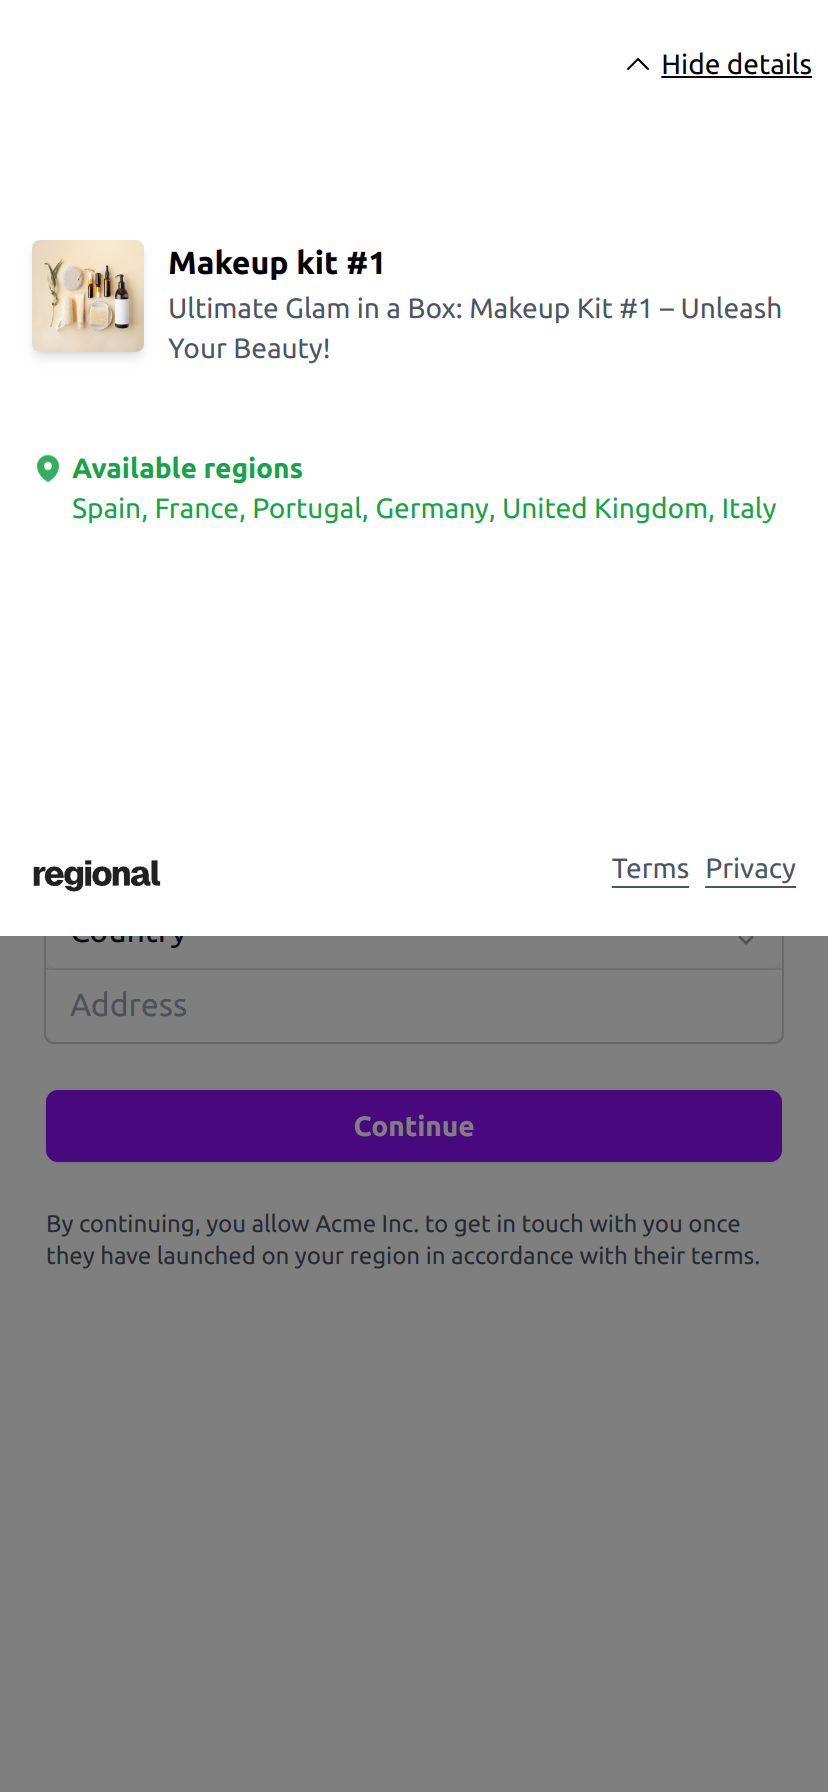 Hide details
Makeup kit #1
Ultimate Glam in a Box: Makeup Kit #1 – Unleash
Your Beauty!
Available regions
Spain, France, Portugal, Germany, United Kingdom, Italy
regional
Terms Privacy
Country
Address
Continue
By continuing, you allow Acme Inc. to get in touch with you once
they have launched on your region in accordance with their terms.